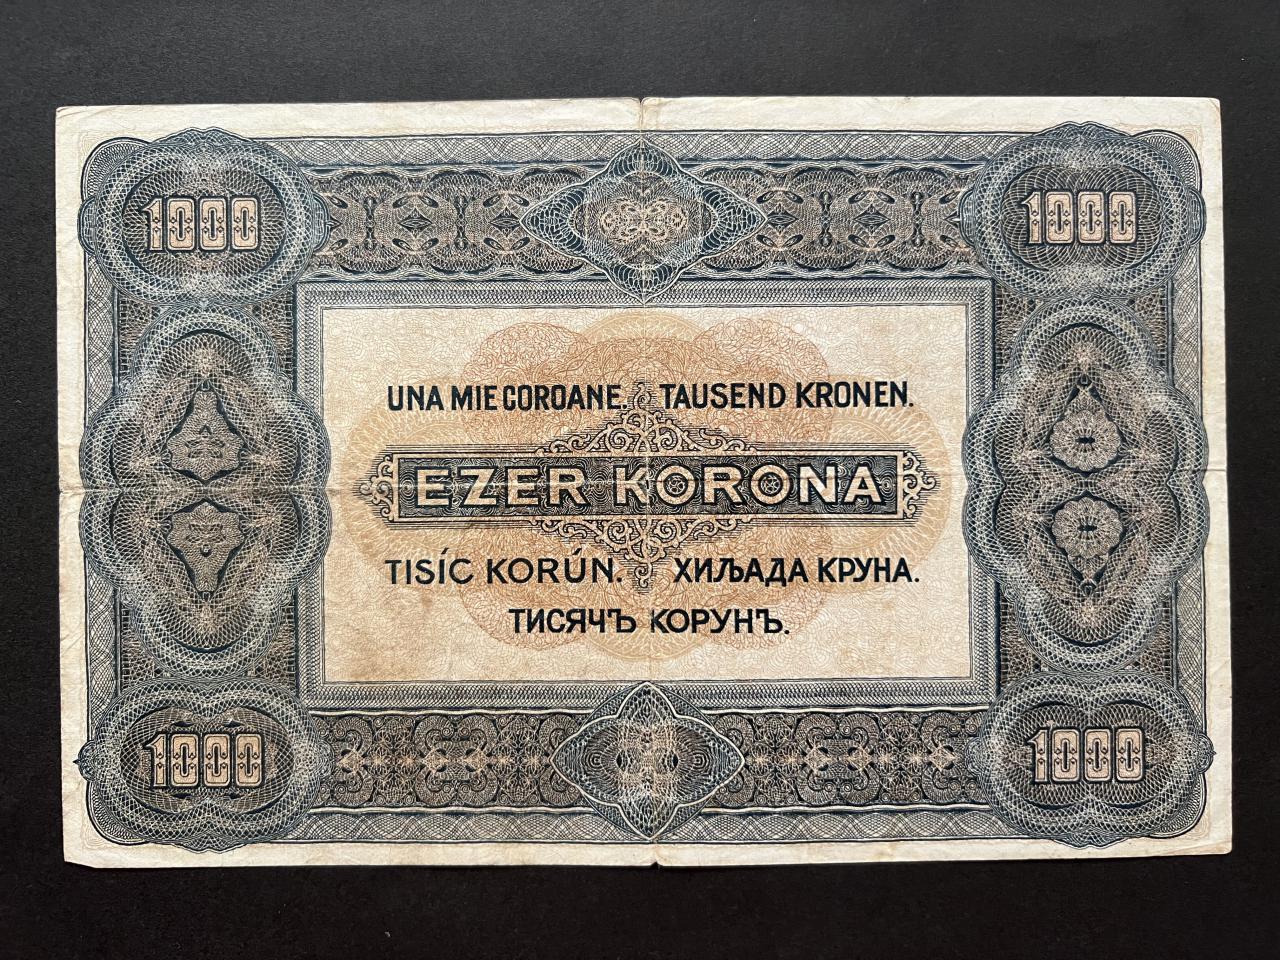 1000 1000
UNA MIE COROANE. TAUSEND KRONEN.
EZER KORONA
TISÍC KORÚN. ХИЉАДА КРУНА.
ТИСЯЧЪ КОРУНЪ.
1000 1000